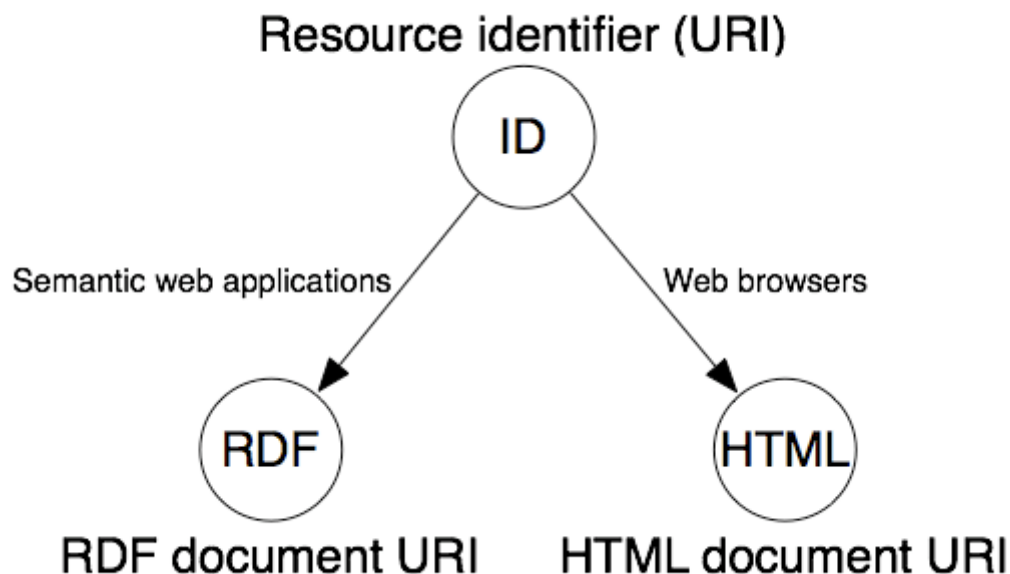 Resource identifier (URI)
ID
Semantic web applications
Web browsers
RDF
HTML
RDF document URI
HTML document URI